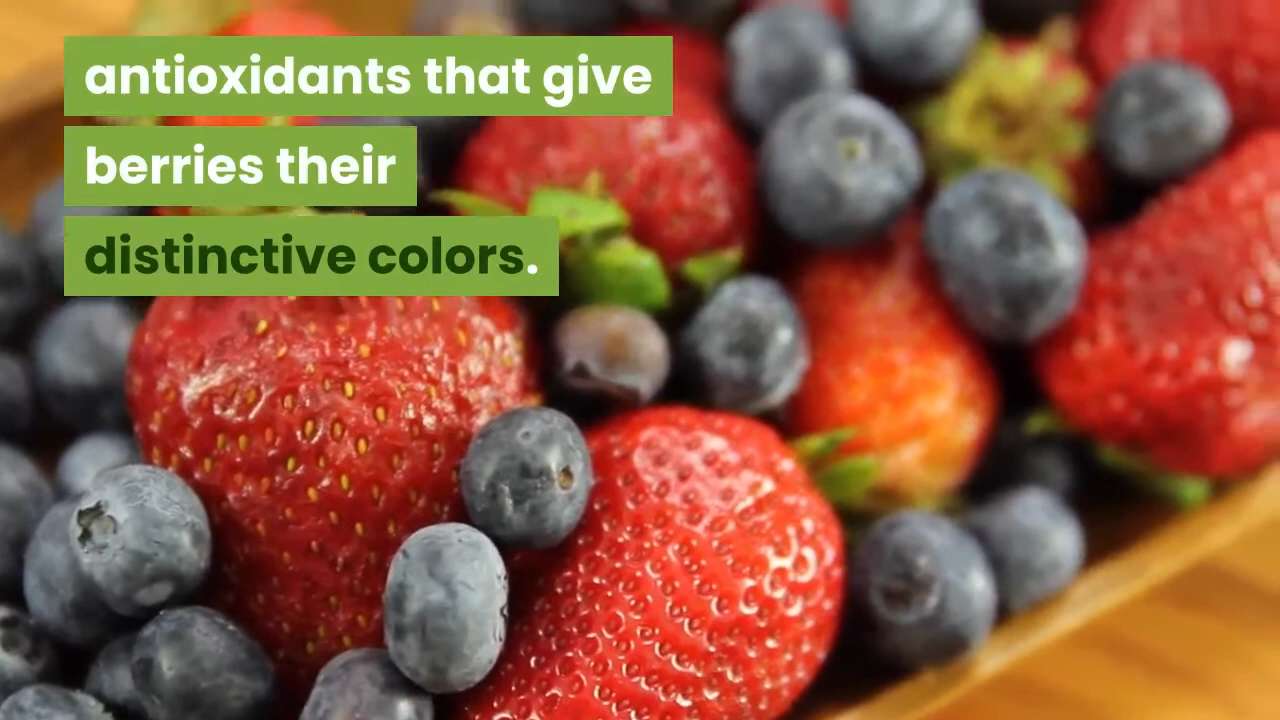 antioxidants that give
berries their
distinctive colors.